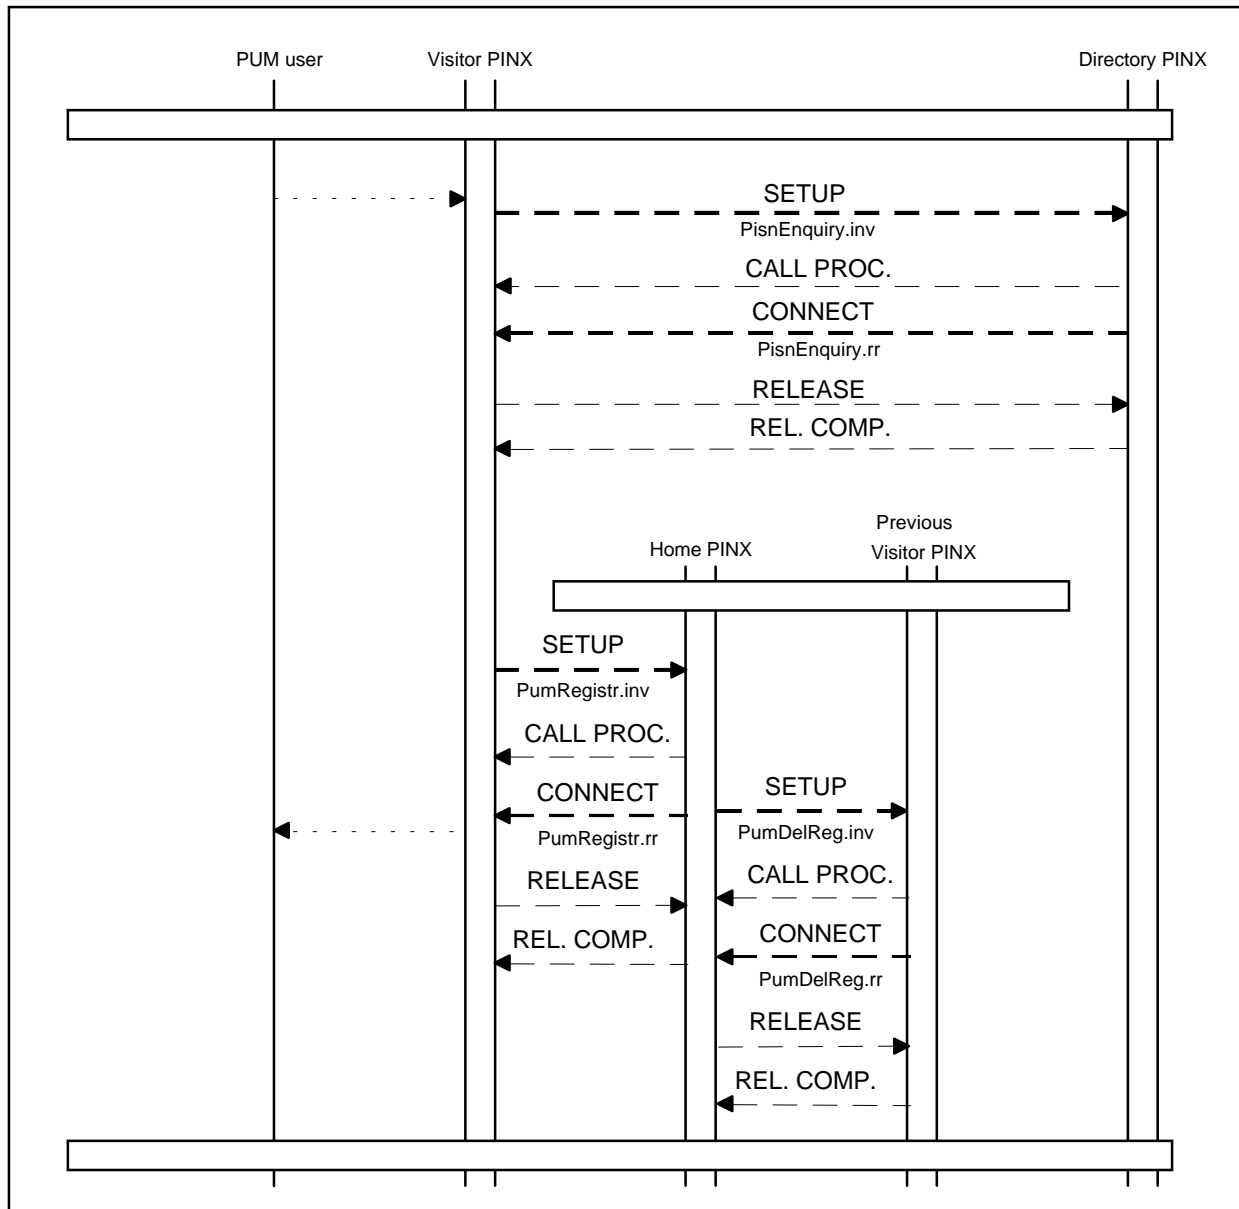 PUM user
Visitor PINX
Directory PINX
SETUP
PisnEnquiry.inv
CALL PROC.
CONNECT
PisnEnquiry.rr
RELEASE
REL. COMP.
Previous
Home PINX
Visitor PINX
SETUP
PumRegistr.inv
CALL PROC.
CONNECT
SETUP
PumRegistr.rr
PumDelReg.inv
RELEASE
CALL PROC.
REL. COMP.
CONNECT
PumDelReg.rr
RELEASE
REL. COMP.